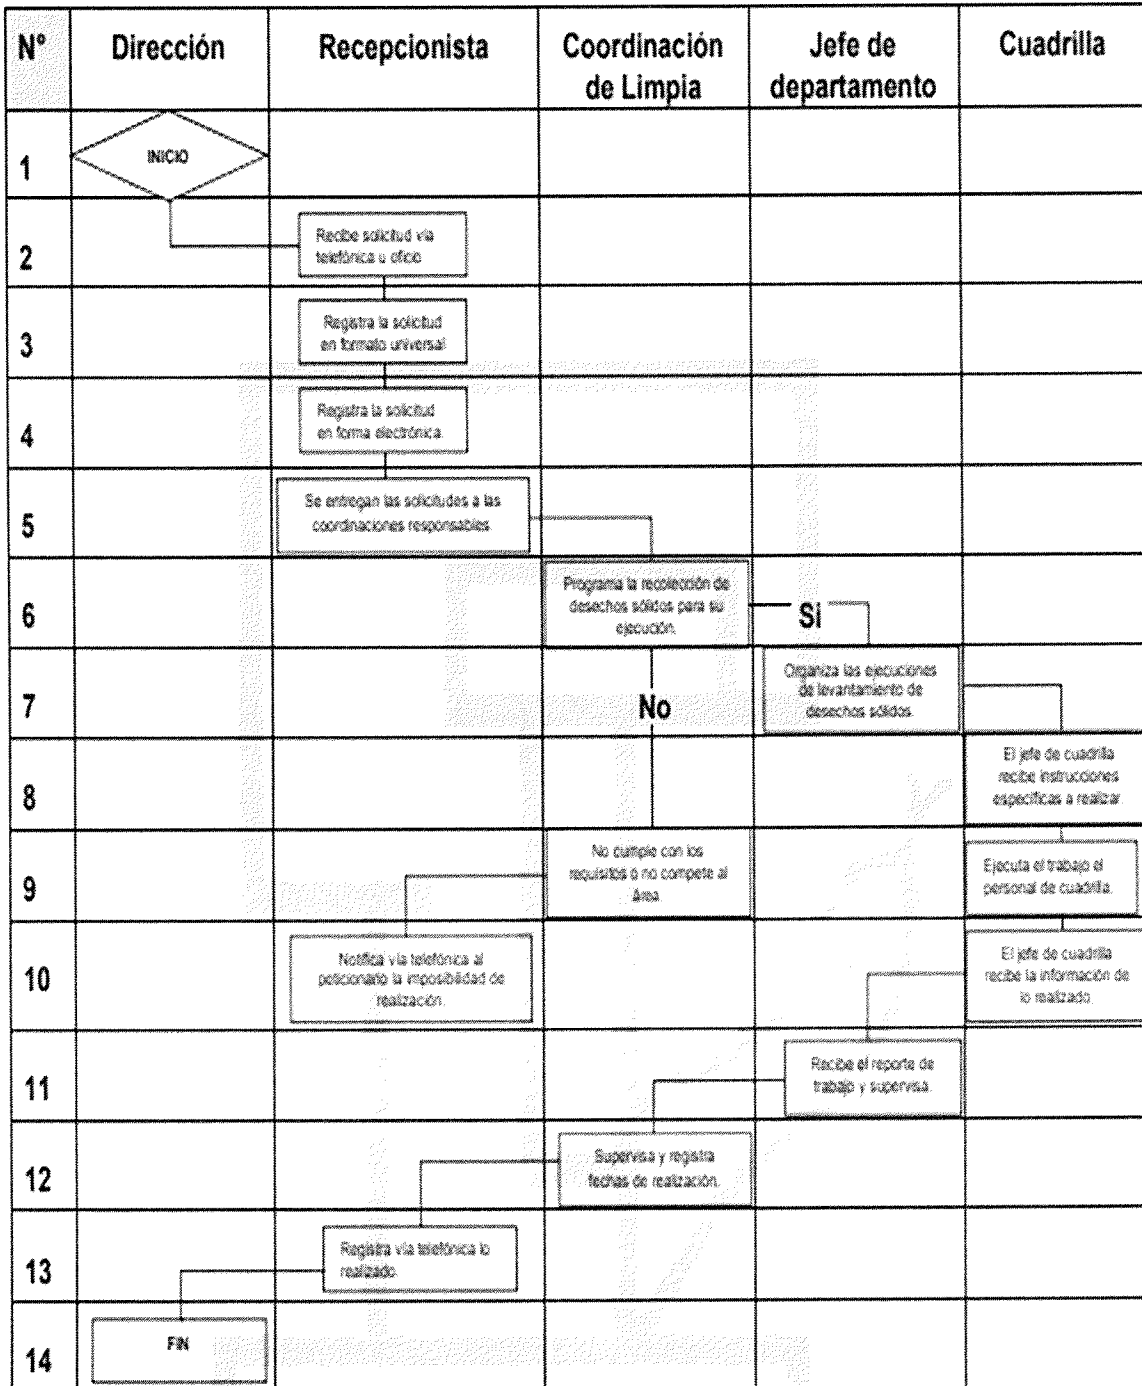 N° Dirección Recepcionista Coordinación de Limpia Jefe de departamento Cuadrilla
1 INICIO
2 Recibe solicitud vía
telefónica u oficio
3 Registra la solicitud
en formato universal
4 Registra la solicitud
en forma electrónica.
5 Se entregan las solicitudes a las
coordinaciones responsables.
6 Programa la recolección de
desechos sólidos para su
ejecución.
Si
7 Organiza las ejecuciones
de levantamiento de
desechos sólidos.
No
8 El jefe de cuadrilla
recibe instrucciones
específicas a realizar.
9 No cumple con los
requisitos o no compete al
área.
Ejecuta el trabajo el
personal de cuadrilla.
10 Notifica vía telefónica al
peticionario la imposibilidad de
realización.
El jefe de cuadrilla
recibe la información de
lo realizado.
11 Recibe el reporte de
trabajo y supervisa.
12 Supervisa y registra
fechas de realización.
13 Registra vía telefónica lo
realizado.
14 FIN